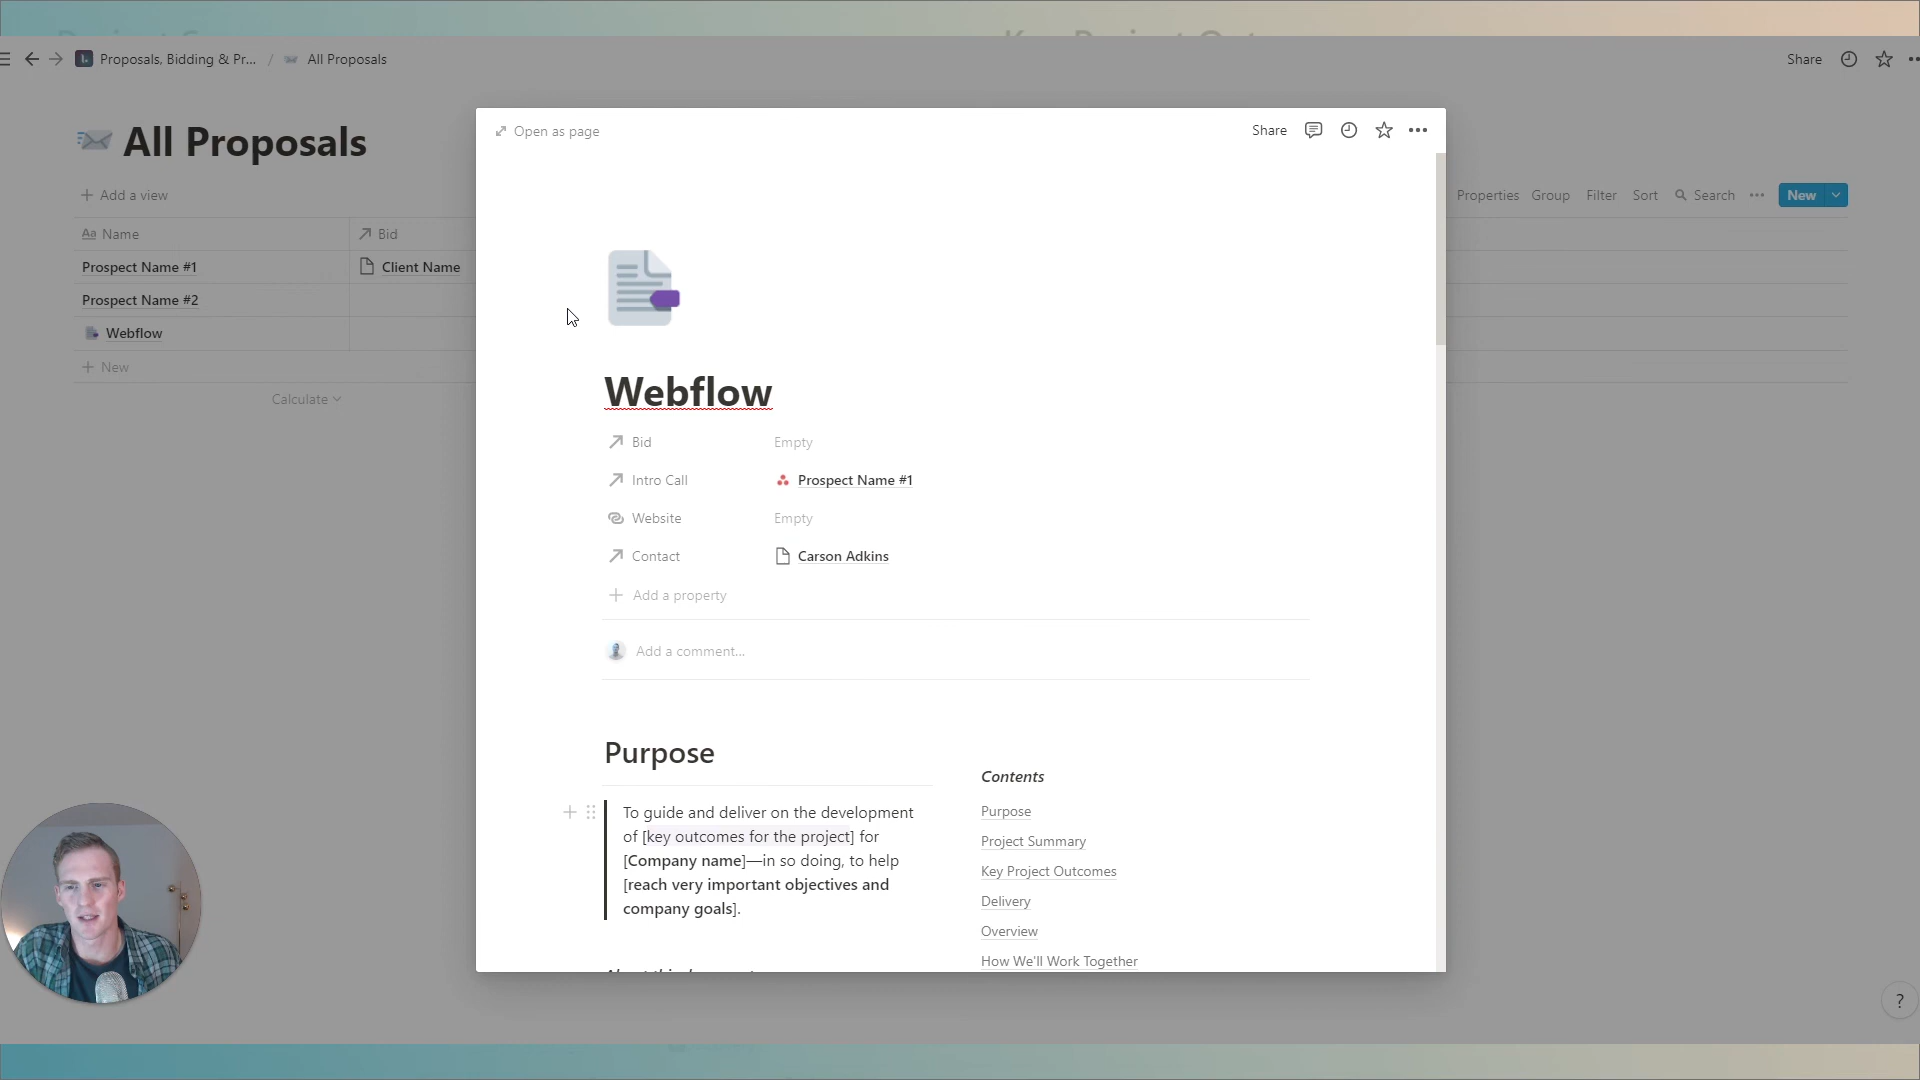 Proposals, Bidding & Pr... / All Proposals
Share
All Proposals
Add a view
Properties Group Filter Sort Search New
Aa Name Bid
Prospect Name #1 Client Name
Prospect Name #2
Webflow
New
Calculate
Open as page
Share
Webflow
Bid Empty
Intro Call Prospect Name #1
Website Empty
Contact Carson Adkins
Add a property
Add a comment...
Purpose
To guide and deliver on the development
of [key outcomes for the project] for
[Company name]—in so doing, to help
[reach very important objectives and
company goals].
Contents
Purpose
Project Summary
Key Project Outcomes
Delivery
Overview
How We'll Work Together
?